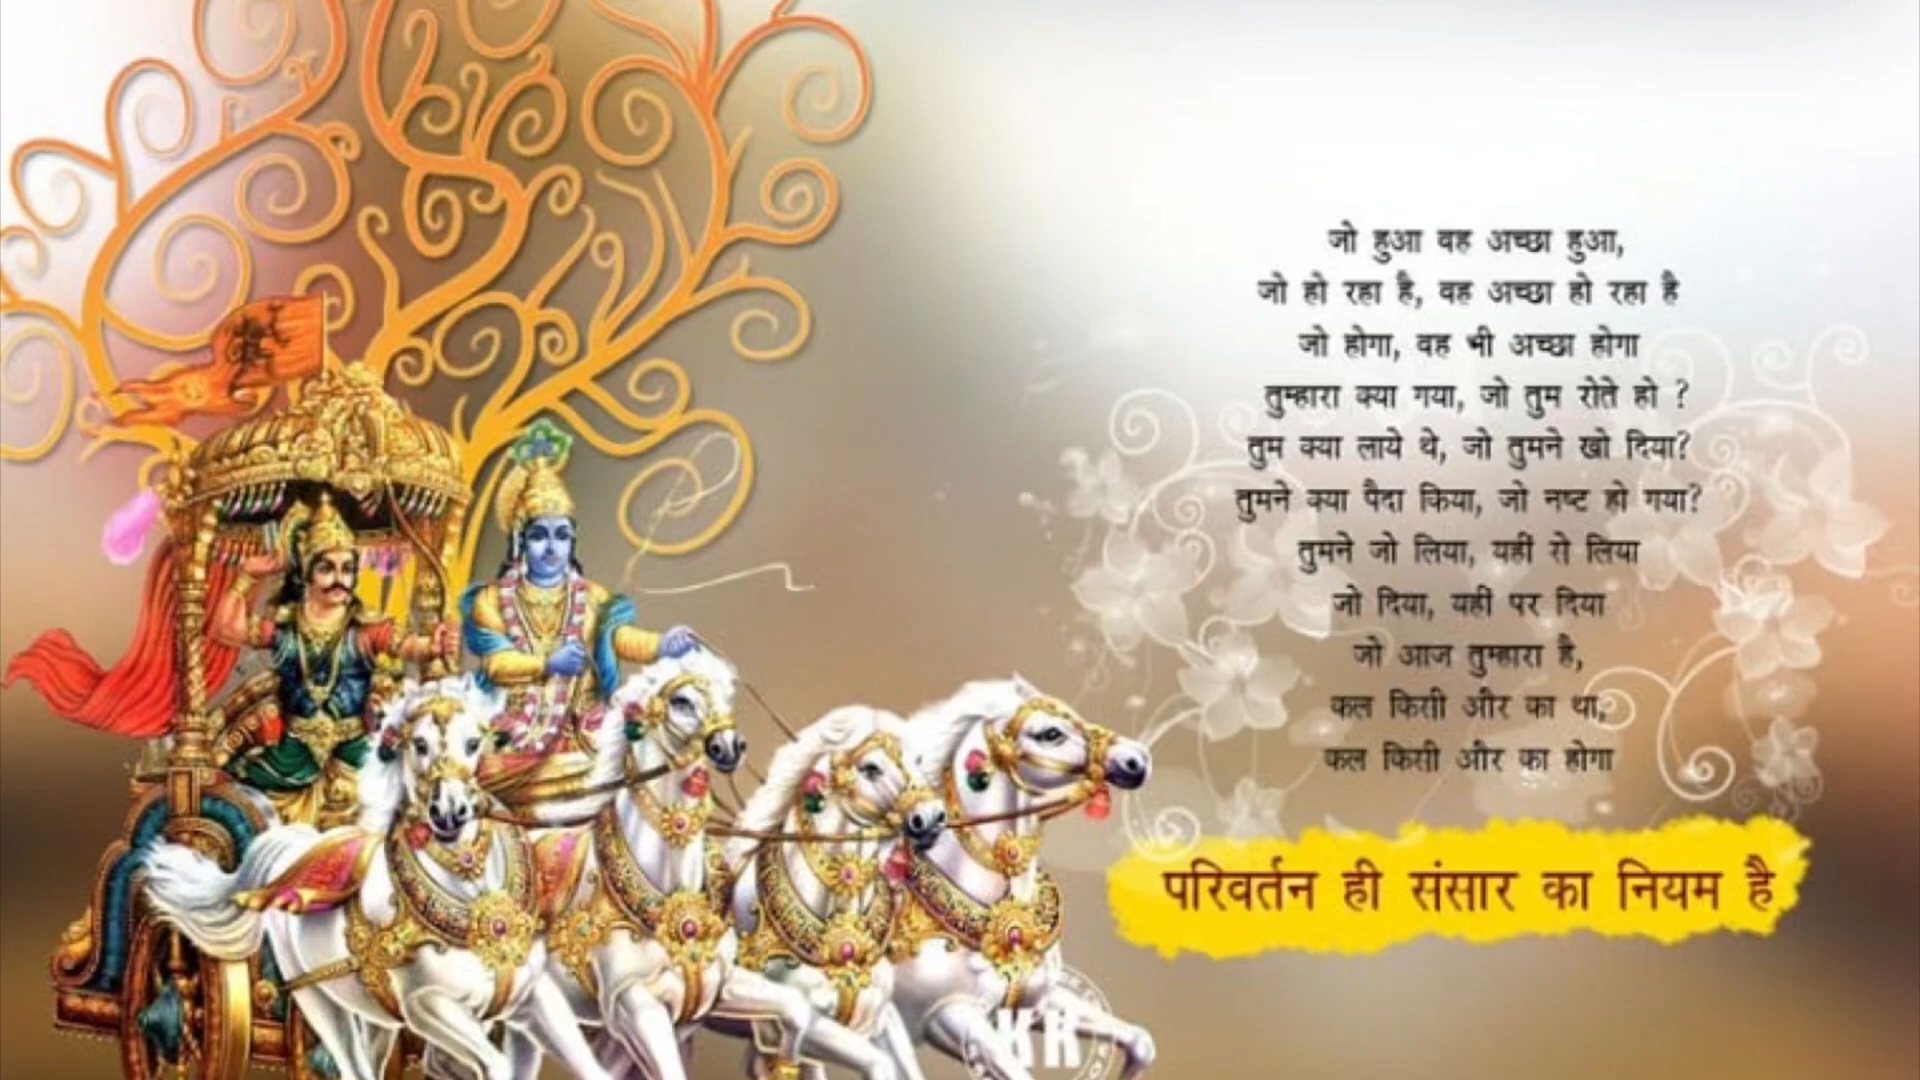 जो हुआ वह अच्छा हुआ,
जो हो रहा है, वह अच्छा हो रहा है
जो होगा, वह भी अच्छा होगा
तुम्हारा क्या गया, जो तुम रोते हो ?
तुम क्या लाये थे, जो तुमने खो दिया?
तुमने क्या पैदा किया, जो नष्ट हो गया?
तुमने जो लिया, यहीं से लिया
जो दिया, यहीं पर दिया
जो आज तुम्हारा है,
कल किसी और का था,
कल किसी और का होगा
परिवर्तन ही संसार का नियम है
KK